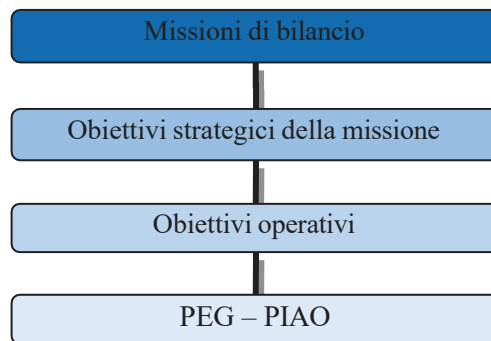 Missioni di bilancio
Obiettivi strategici della missione
Obiettivi operativi
PEG – PIAO